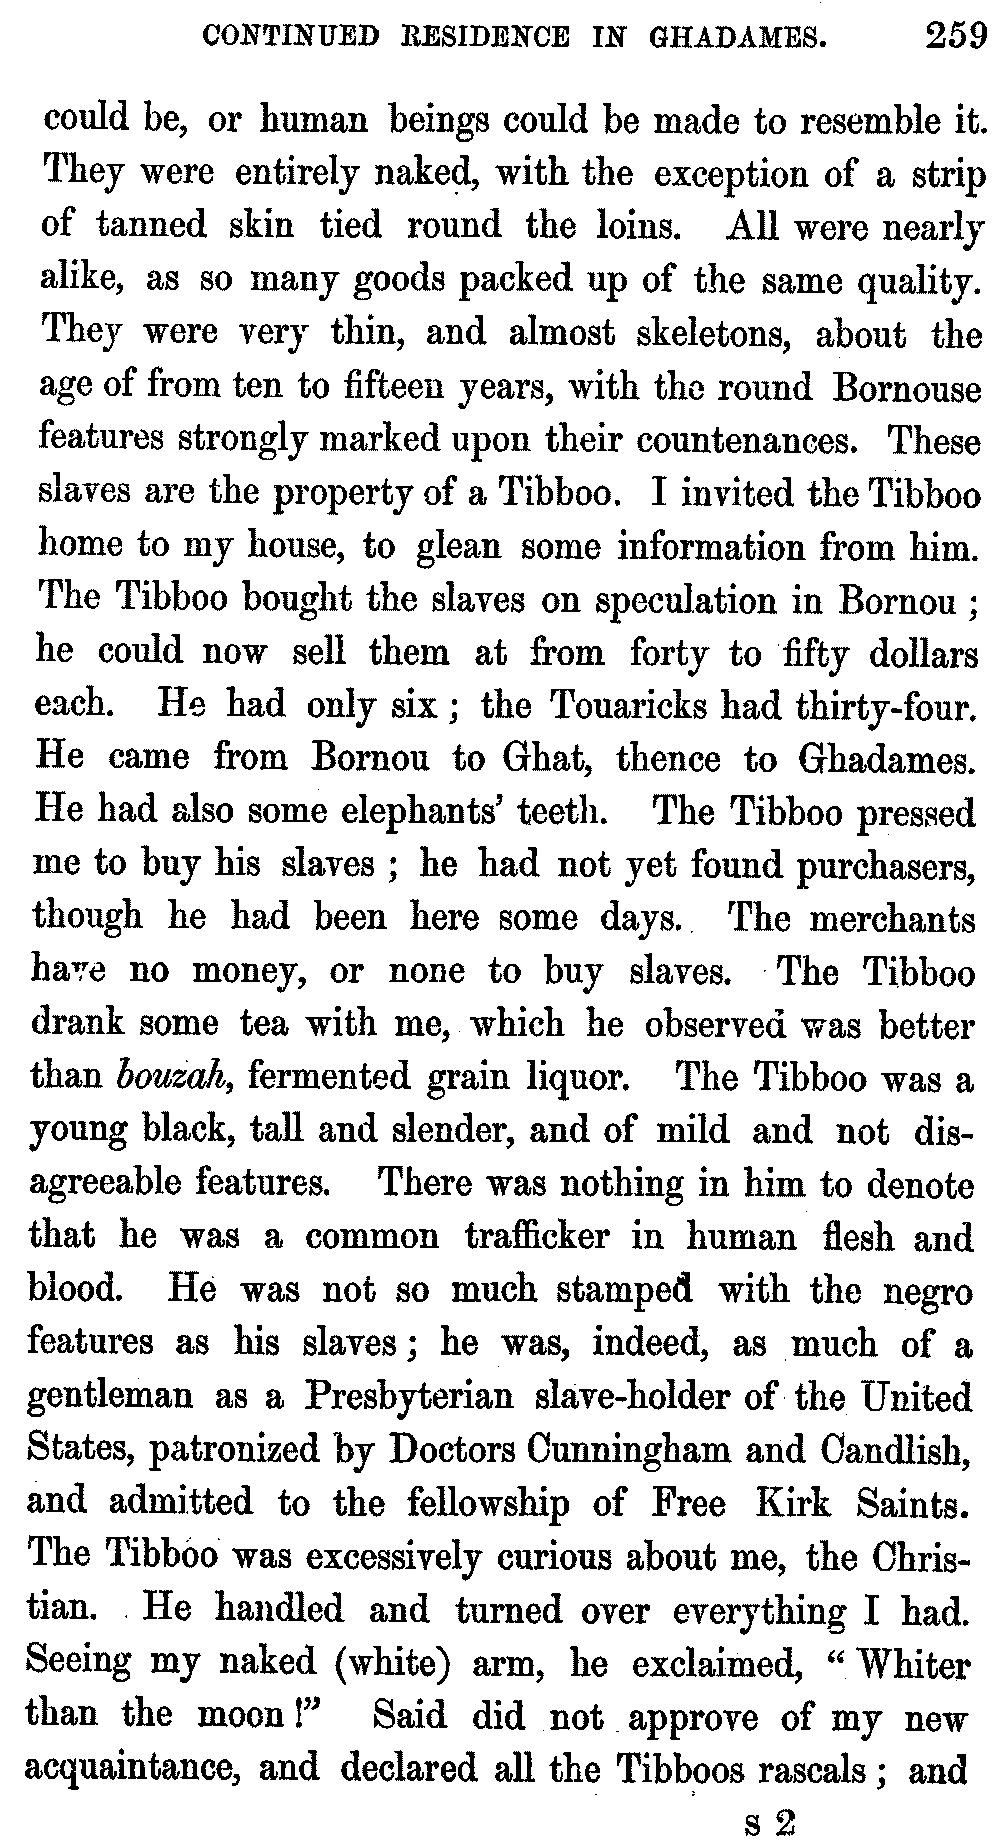 CONTINUED RESIDENCE IN GHADAMES. 259
could be, or human beings could be made to resemble it.
They were entirely naked, with the exception of a strip
of tanned skin tied round the loins. All were nearly
alike, as so many goods packed up of the same quality.
They were very thin, and almost skeletons, about the
age of from ten to fifteen years, with the round Bornouse
features strongly marked upon their countenances. These
slaves are the property of a Tibboo. I invited the Tibboo
home to my house, to glean some information from him.
The Tibboo bought the slaves on speculation in Bornou ;
he could now sell them at from forty to fifty dollars
each. He had only six ; the Touaricks had thirty-four.
He came from Bornou to Ghat, thence to Ghadames.
He had also some elephants' teeth. The Tibboo pressed
me to buy his slaves ; he had not yet found purchasers,
though he had been here some days. The merchants
have no money, or none to buy slaves. The Tibboo
drank some tea with me, which he observed was better
than bouzah, fermented grain liquor. The Tibboo was a
young black, tall and slender, and of mild and not dis-
agreeable features. There was nothing in him to denote
that he was a common trafficker in human flesh and
blood. He was not so much stamped with the negro
features as his slaves ; he was, indeed, as much of a
gentleman as a Presbyterian slave-holder of the United
States, patronized by Doctors Cunningham and Candlish,
and admitted to the fellowship of Free Kirk Saints.
The Tibboo was excessively curious about me, the Chris-
tian. He handled and turned over everything I had.
Seeing my naked (white) arm, he exclaimed, “ Whiter
than the moon !” Said did not approve of my new
acquaintance, and declared all the Tibboos rascals ; and
S 2